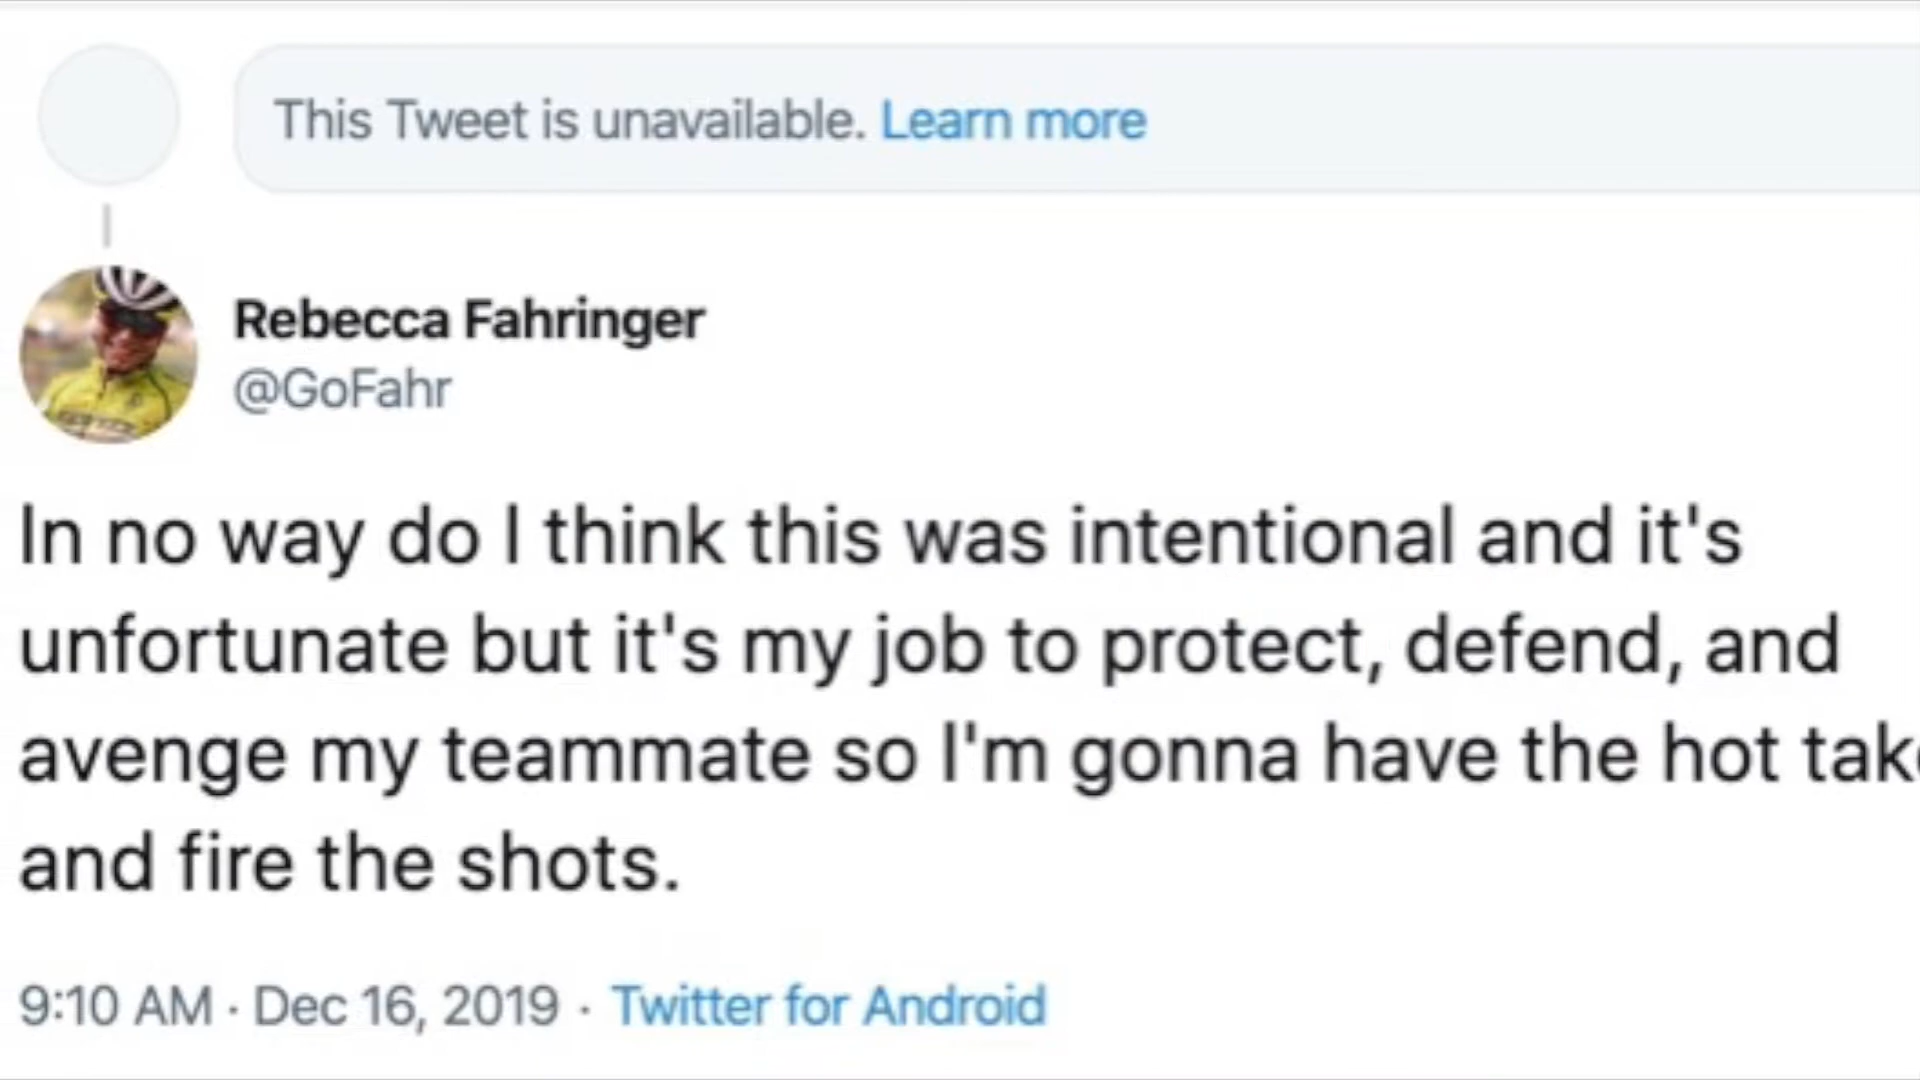 This Tweet is unavailable. Learn more
Rebecca Fahringer
@GoFahr
In no way do I think this was intentional and it's
unfortunate but it's my job to protect, defend, and
avenge my teammate so I'm gonna have the hot
and fire the shots.
9:10 AM · Dec 16, 2019 · Twitter for Android